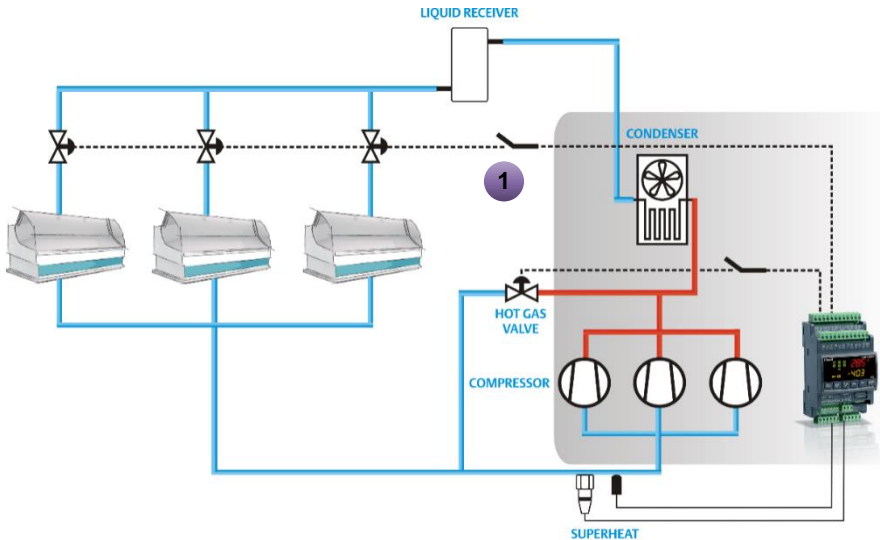 LIQUID RECEIVER
CONDENSER
1
HOT GAS
VALVE
COMPRESSOR
SUPERHEAT